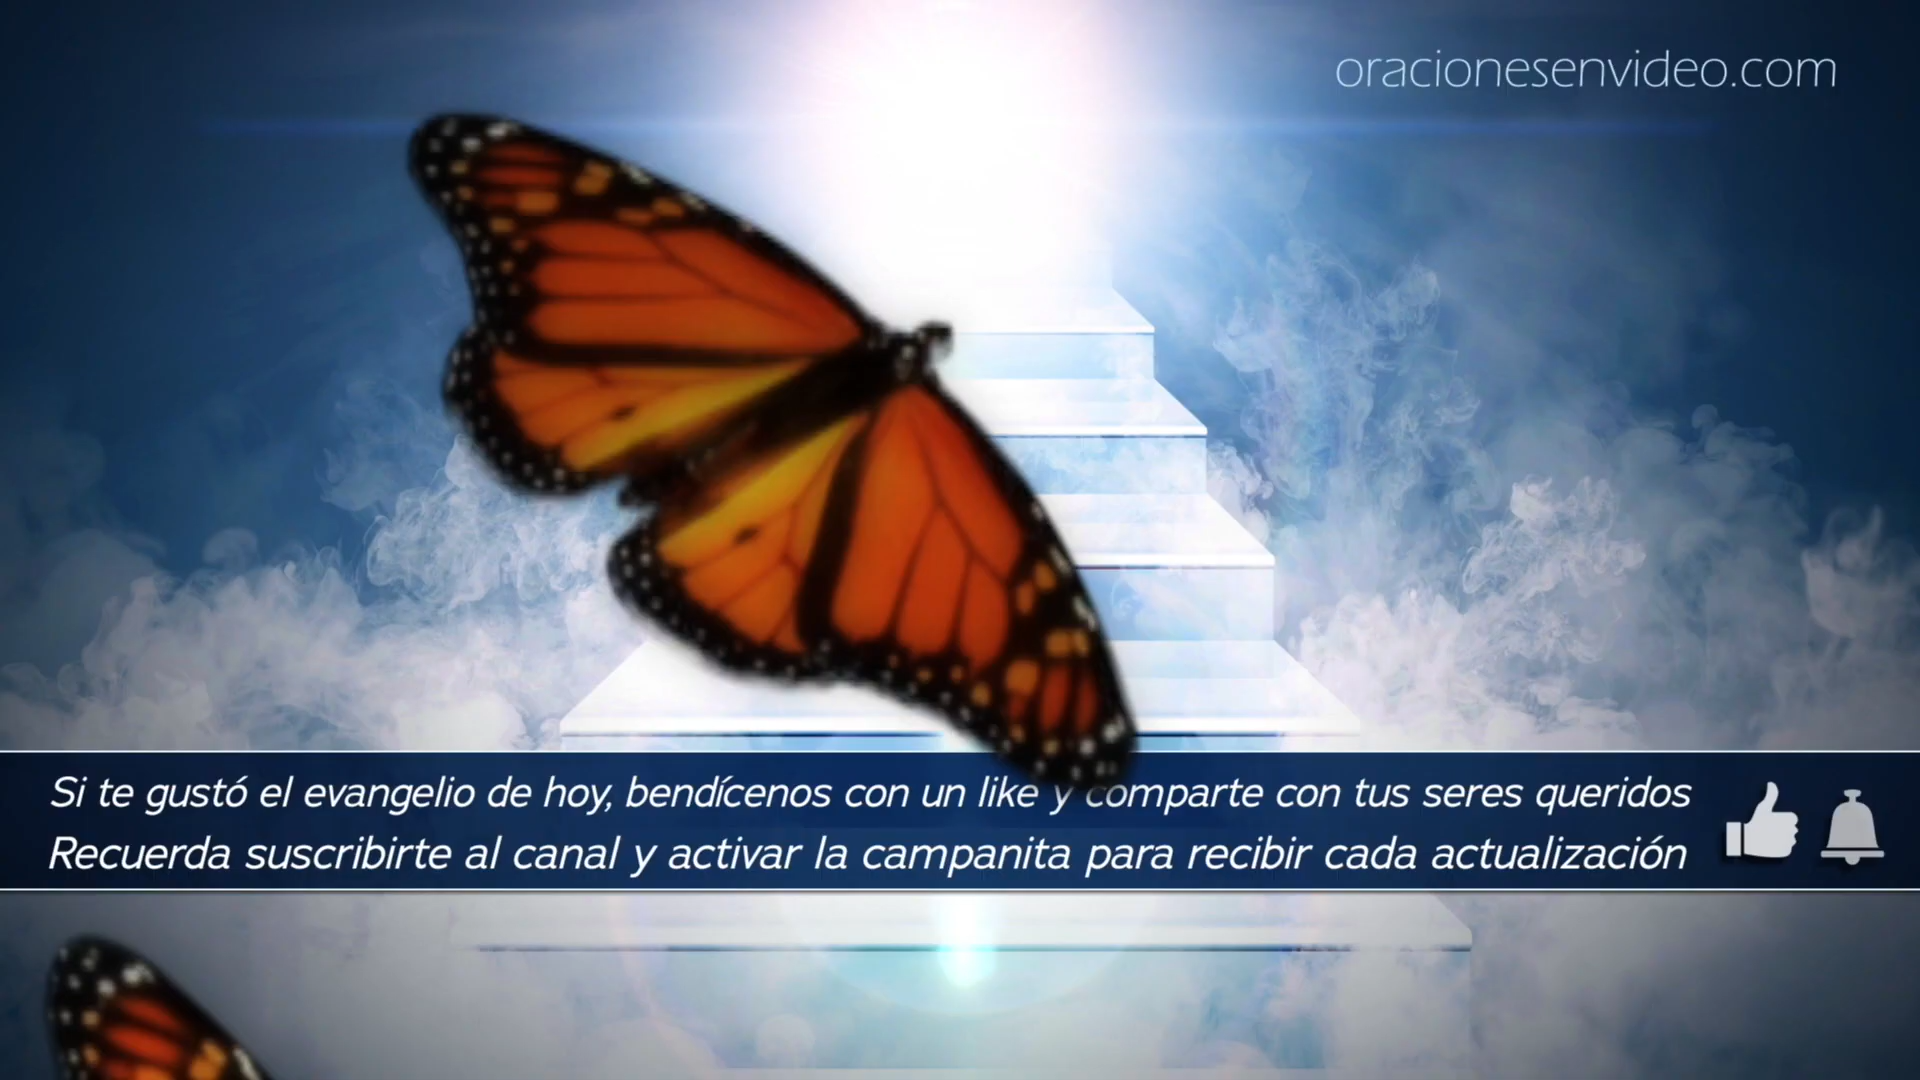 oracionesenvideo.com
Si te gustó el evangelio de hoy, bendícenos con un like y comparte con tus seres queridos
Recuerda suscribirte al canal y activar la campanita para recibir cada actualización